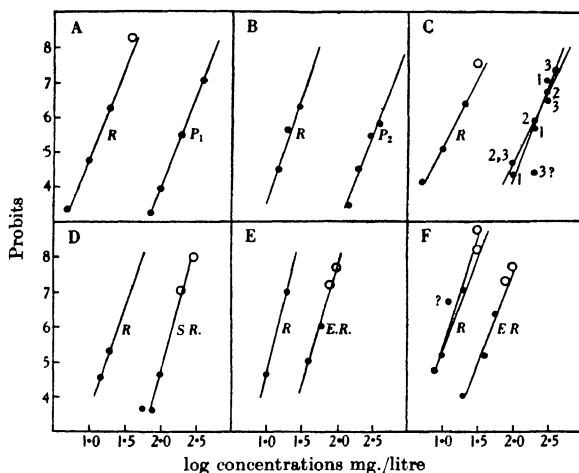 A
B
C
8
7
6
5
4
R
P₁
R
P₂
R
3
1
2
3
2
1
2,3
1
3?
Probits
D
E
F
8
7
6
5
4
R
S R.
R
E.R.
?
R
E R
1·0 1·5 2·0 2·5 1·0 1·5 2·0 2·5 1·0 1·5 2·0 2·5
log concentrations mg./litre